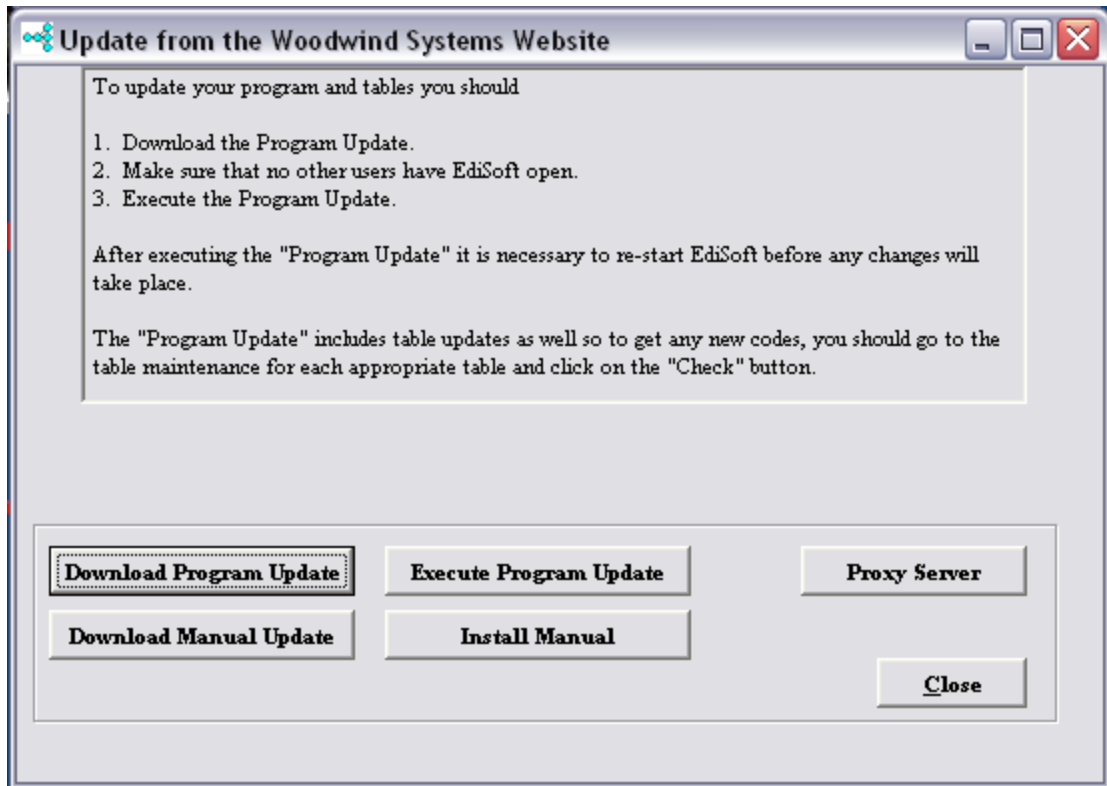 Update from the Woodwind Systems Website
To update your program and tables you should
1. Download the Program Update.
2. Make sure that no other users have EdiSoft open.
3. Execute the Program Update.
After executing the "Program Update" it is necessary to re-start EdiSoft before any changes will
take place.
The "Program Update" includes table updates as well so to get any new codes, you should go to the
table maintenance for each appropriate table and click on the "Check" button.
Download Program Update
Execute Program Update
Proxy Server
Download Manual Update
Install Manual
Close